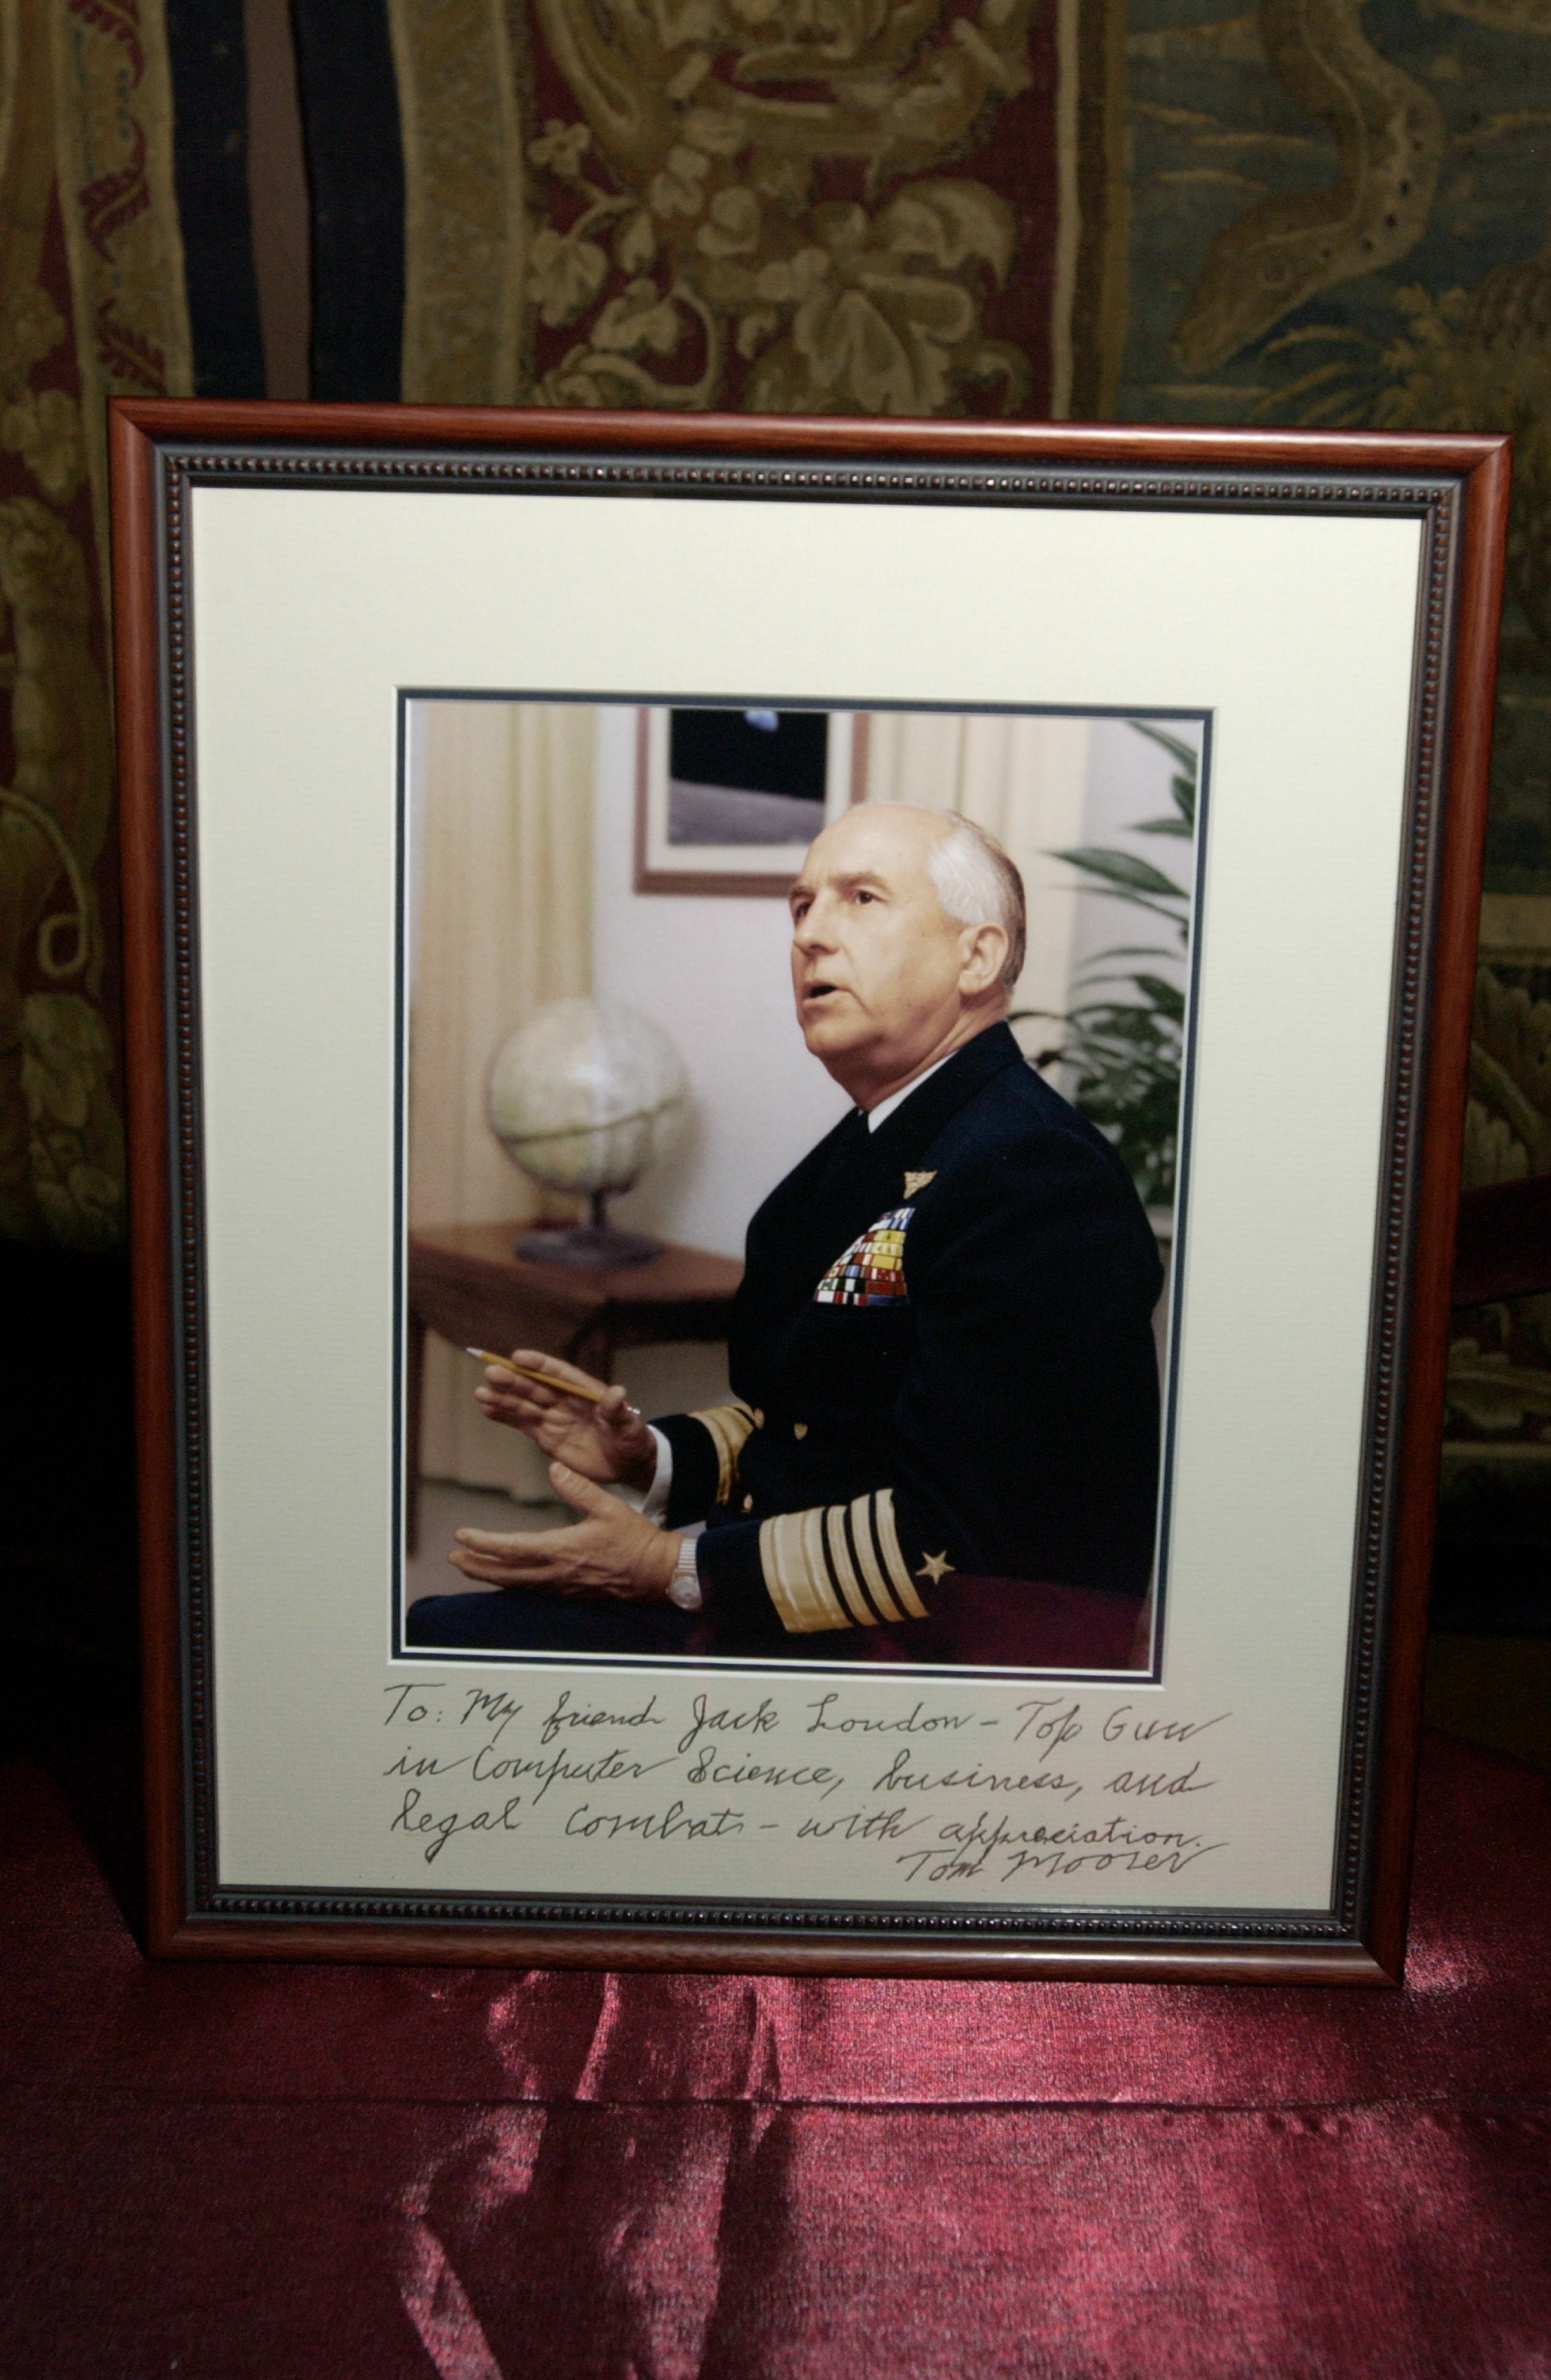 To: My friend Jack London - Top Gun
in Computer Science, business, and
legal combat - with appreciation.
Tom Moorer